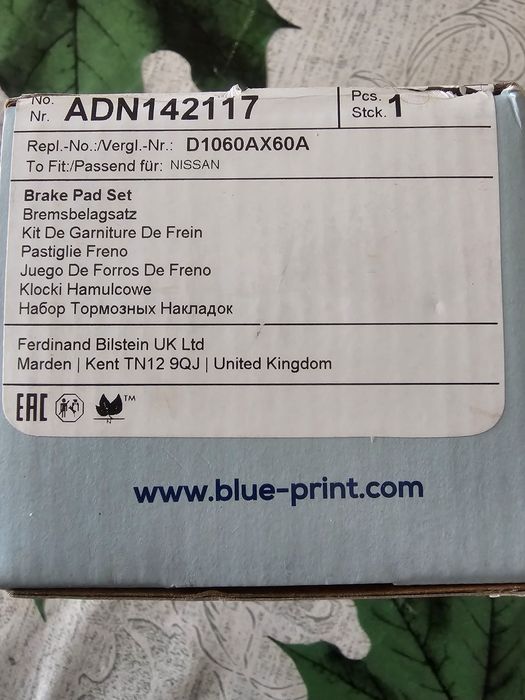 No. ADN142117 Pcs. 1
Nr. Stck.
Repl.-No.:/Vergl.-Nr.: D1060AX60A
To Fit:/Passend für: NISSAN
Brake Pad Set
Bremsbelagsatz
Kit De Garniture De Frein
Pastiglie Freno
Juego De Forros De Freno
Klocki Hamulcowe
Набор Тормозных Накладок
Ferdinand Bilstein UK Ltd
Marden | Kent TN12 9QJ | United Kingdom
EAC TM
www.blue-print.com